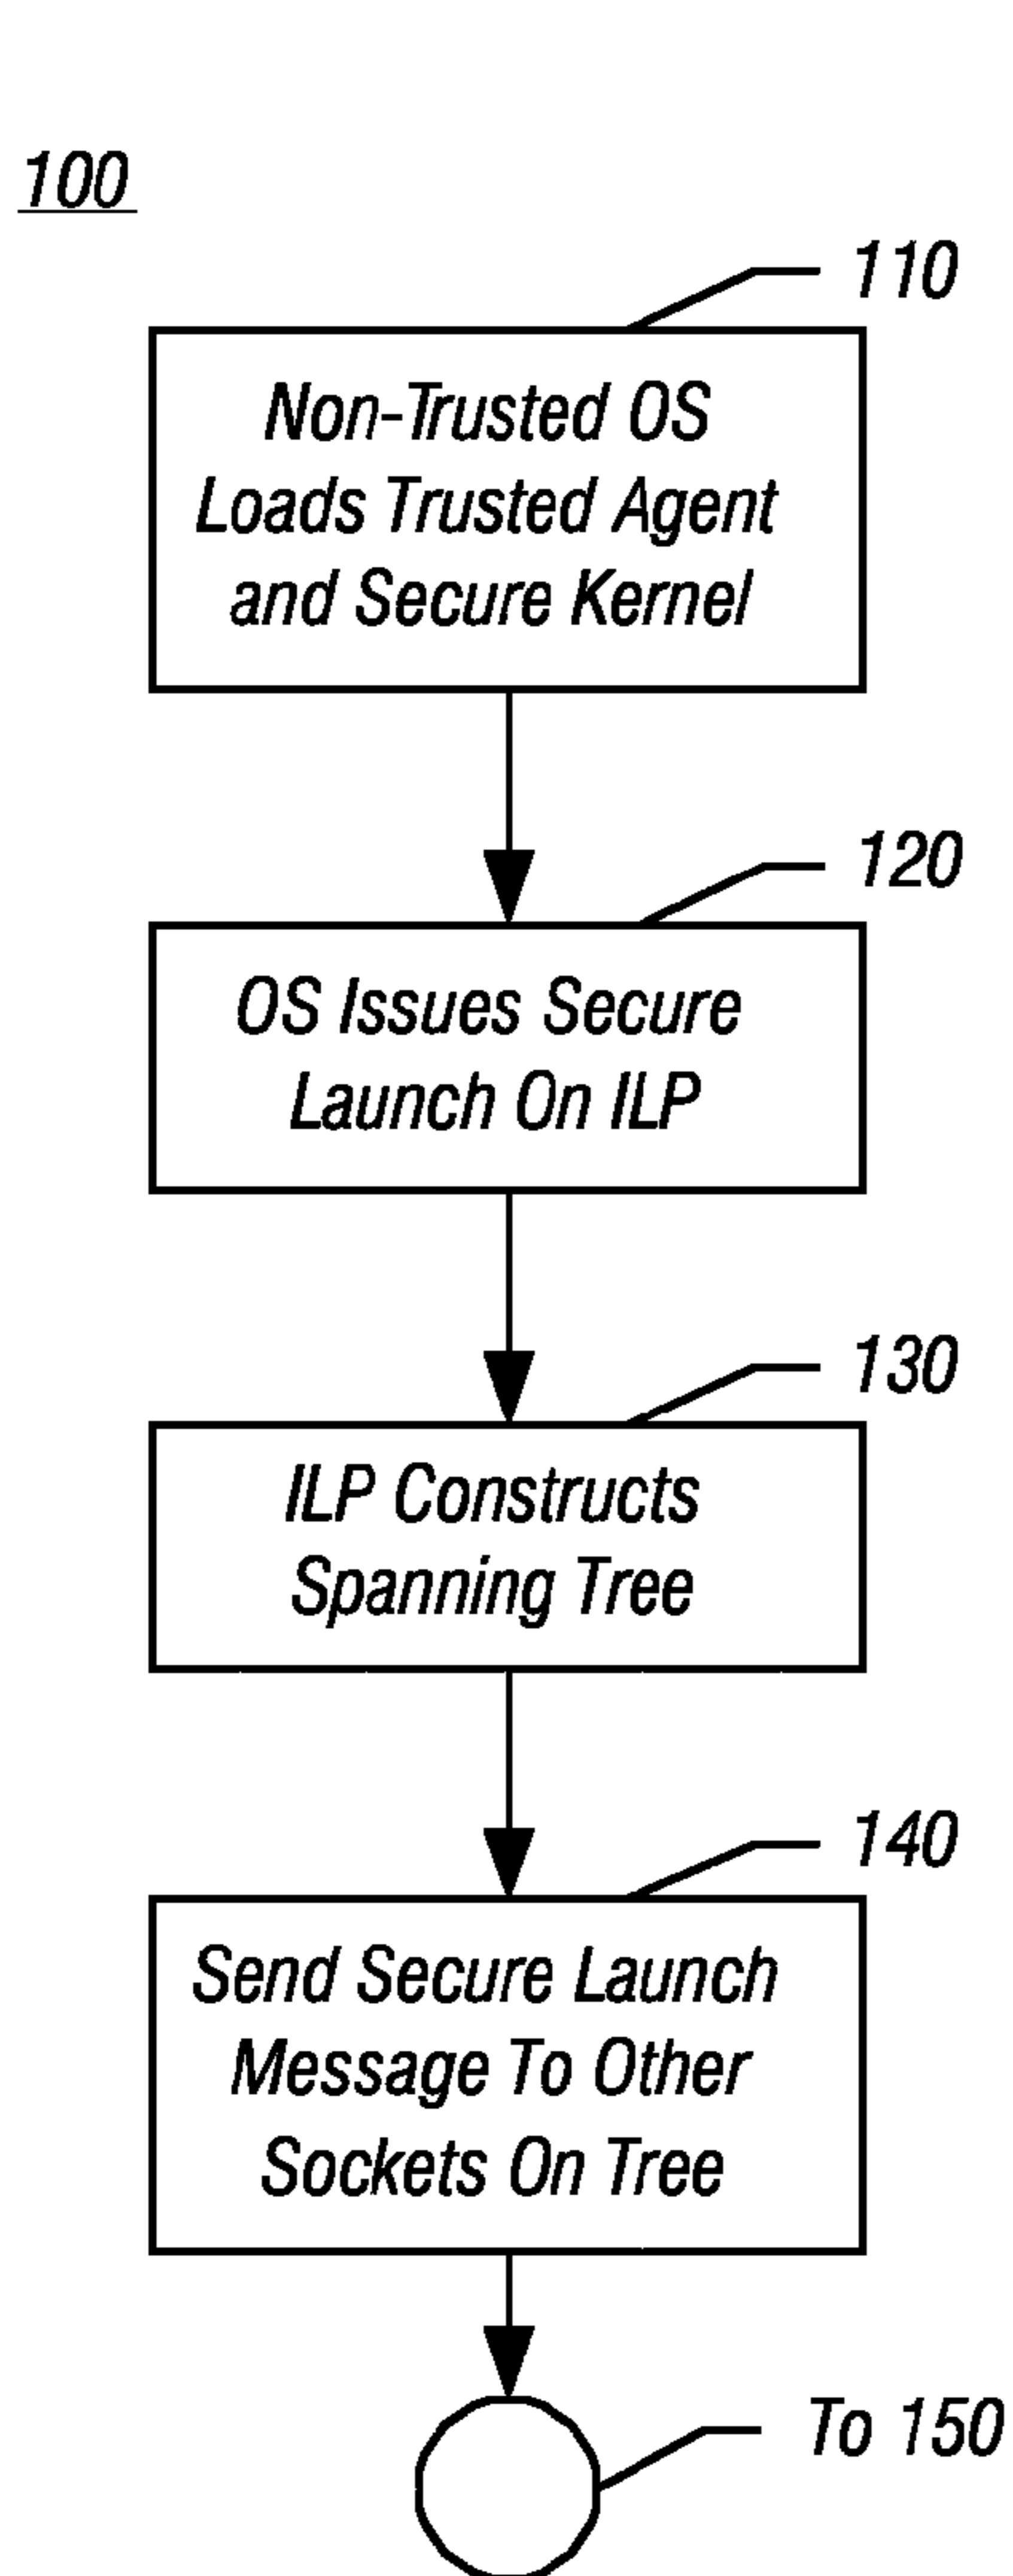 100
110
Non-Trusted OS
Loads Trusted Agent
and Secure Kernel
120
OS Issues Secure
Launch On ILP
130
ILP Constructs
Spanning Tree
140
Send Secure Launch
Message To Other
Sockets On Tree
To 150